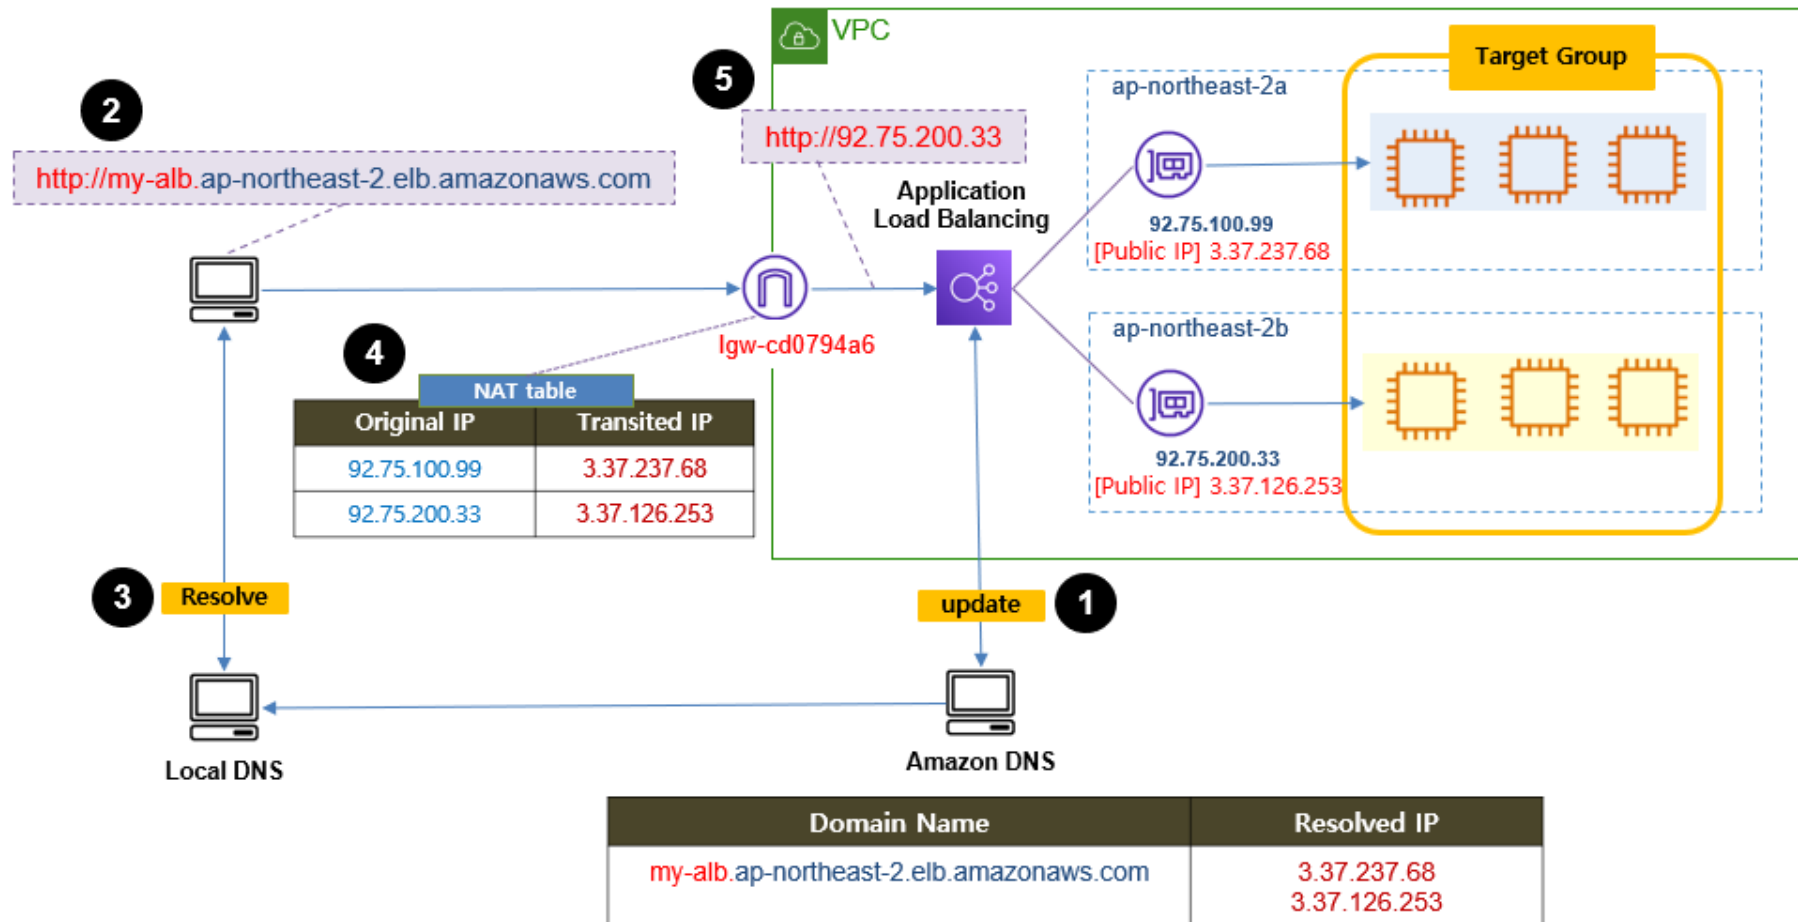 VPC
Target Group
5
ap-northeast-2a
2
http://92.75.200.33
http://my-alb.ap-northeast-2.elb.amazonaws.com
Application
Load Balancing
92.75.100.99
[Public IP] 3.37.237.68
ap-northeast-2b
Igw-cd0794a6
4
NAT table
Original IP Transited IP
92.75.100.99 3.37.237.68
92.75.200.33 3.37.126.253
92.75.200.33
[Public IP] 3.37.126.253
3
Resolve
update
1
Local DNS
Amazon DNS
Domain Name Resolved IP
my-alb.ap-northeast-2.elb.amazonaws.com 3.37.237.68
3.37.126.253